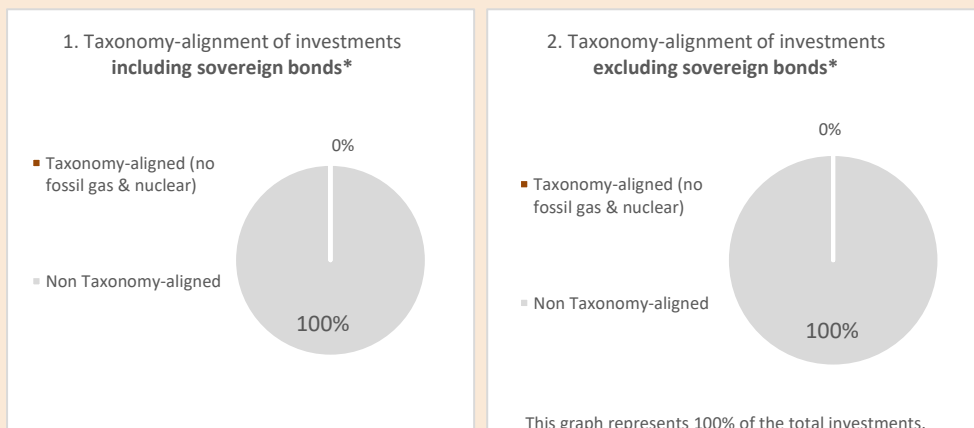 1. Taxonomy-alignment of investments
including sovereign bonds*
0%
Taxonomy-aligned (no
fossil gas & nuclear)
Non Taxonomy-aligned
100%
2. Taxonomy-alignment of investments
excluding sovereign bonds*
0%
Taxonomy-aligned (no
fossil gas & nuclear)
Non Taxonomy-aligned
100%
This graph represents 100% of the total investments.